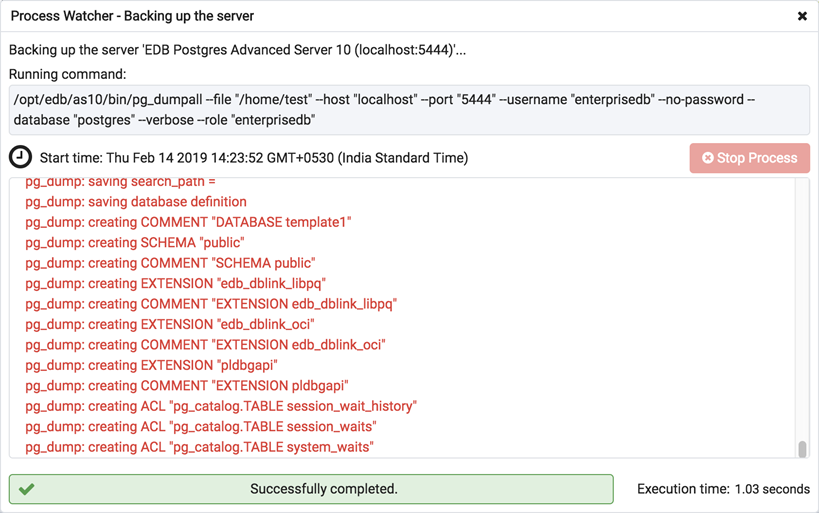 Process Watcher - Backing up the server
Backing up the server 'EDB Postgres Advanced Server 10 (localhost:5444)'...
Running command:
/opt/edb/as10/bin/pg_dumpall --file "/home/test" --host "localhost" --port "5444" --username "enterprisedb" --no-password --
database "postgres" --verbose --role "enterprisedb"
Start time: Thu Feb 14 2019 14:23:52 GMT+0530 (India Standard Time)
Stop Process
pg_dump: saving search_path =
pg_dump: saving database definition
pg_dump: creating COMMENT "DATABASE template1"
pg_dump: creating SCHEMA "public"
pg_dump: creating COMMENT "SCHEMA public"
pg_dump: creating EXTENSION "edb_dblink_libpq"
pg_dump: creating COMMENT "EXTENSION edb_dblink_libpq"
pg_dump: creating EXTENSION "edb_dblink_oci"
pg_dump: creating COMMENT "EXTENSION edb_dblink_oci"
pg_dump: creating EXTENSION "pldbgapi"
pg_dump: creating COMMENT "EXTENSION pldbgapi"
pg_dump: creating ACL "pg_catalog.TABLE session_wait_history"
pg_dump: creating ACL "pg_catalog.TABLE session_waits"
pg_dump: creating ACL "pg_catalog.TABLE system_waits"
Successfully completed.
Execution time: 1.03 seconds